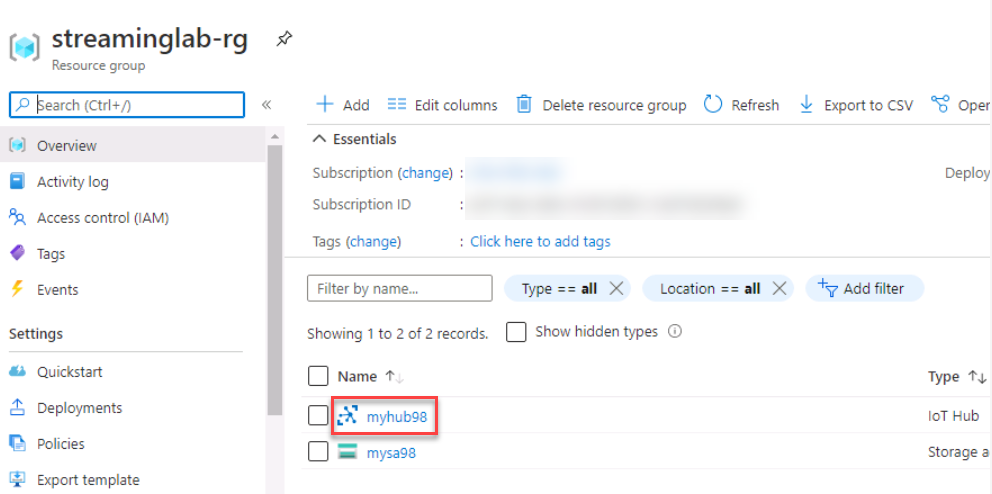 streaminglab-rg
Resource group
Search (Ctrl+/)
«
Overview
Activity log
Access control (IAM)
Tags
Events
Settings
Quickstart
Deployments
Policies
Export template
Add
Edit columns
Delete resource group
Refresh
Export to CSV
Open
Essentials
Subscription (change) :
Deploy
Subscription ID :
Tags (change) : Click here to add tags
Filter by name...
Type == all
Location == all
Add filter
Showing 1 to 2 of 2 records.
Show hidden types
Name
Type
myhub98
IoT Hub
mysa98
Storage a